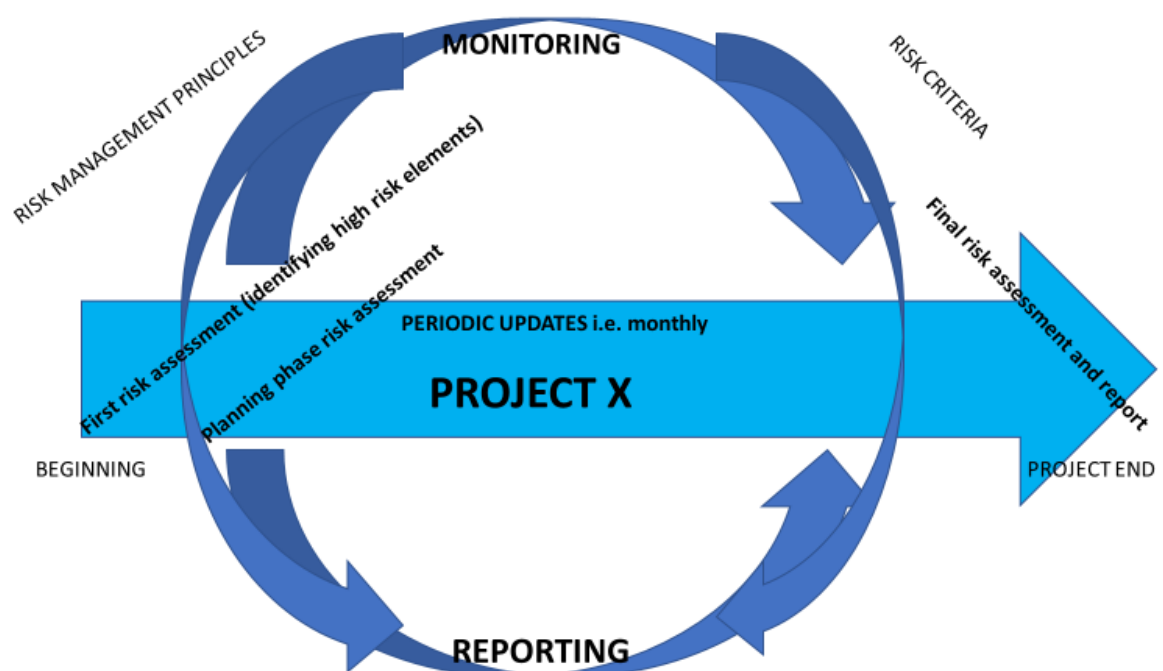 MONITORING
RISK MANAGEMENT PRINCIPLES
RISK CRITERIA
First risk assessment (identifying high risk elements)
Planning phase risk assessment
Final risk assessment and report
PERIODIC UPDATES i.e. monthly
PROJECT X
BEGINNING
PROJECT END
REPORTING